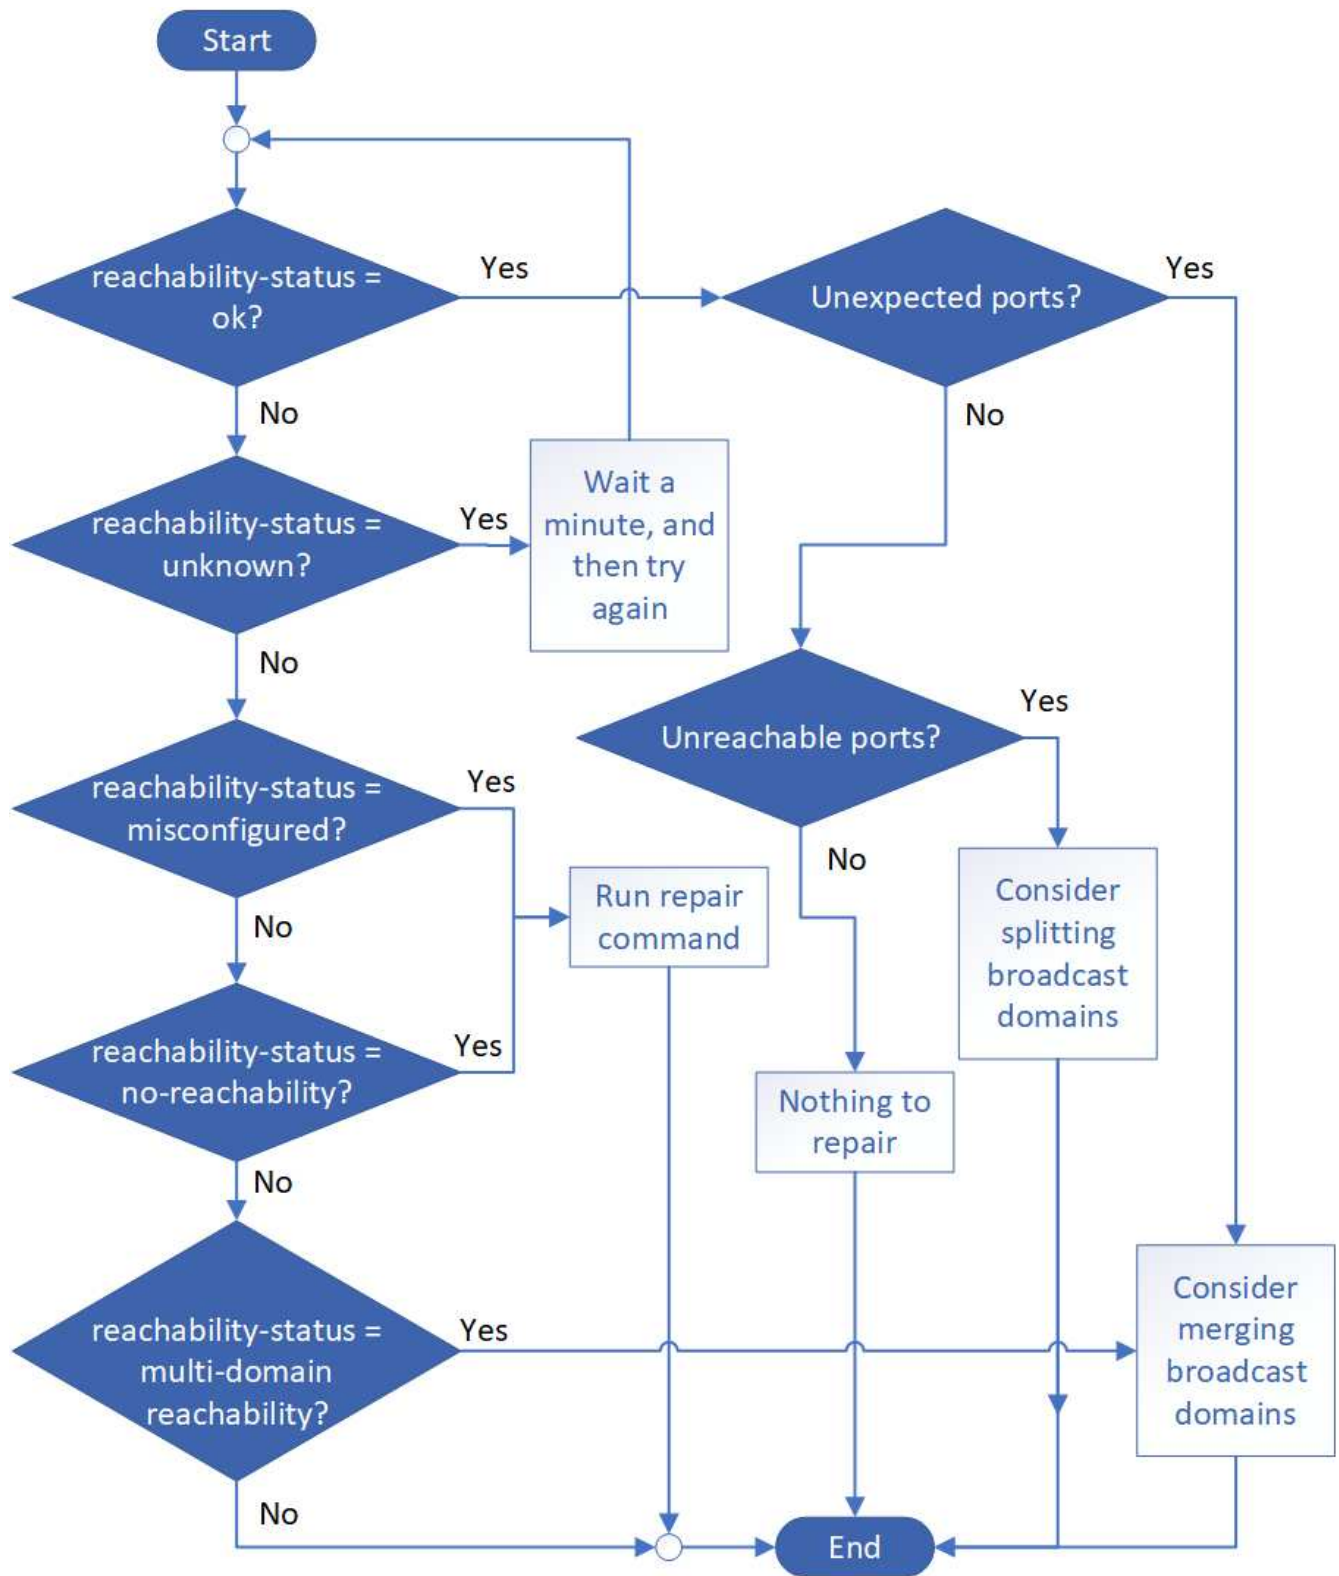 Start
reachability-status =
ok?
Yes
Unexpected ports?
Yes
No
No
reachability-status =
unknown?
Yes
Wait a
minute, and
then try
again
No
Unreachable ports?
Yes
reachability-status =
misconfigured?
Yes
No
Run repair
command
Consider
splitting
broadcast
domains
No
reachability-status =
no-reachability?
Yes
Nothing to
repair
No
reachability-status =
multi-domain
reachability?
Yes
Consider
merging
broadcast
domains
No
End